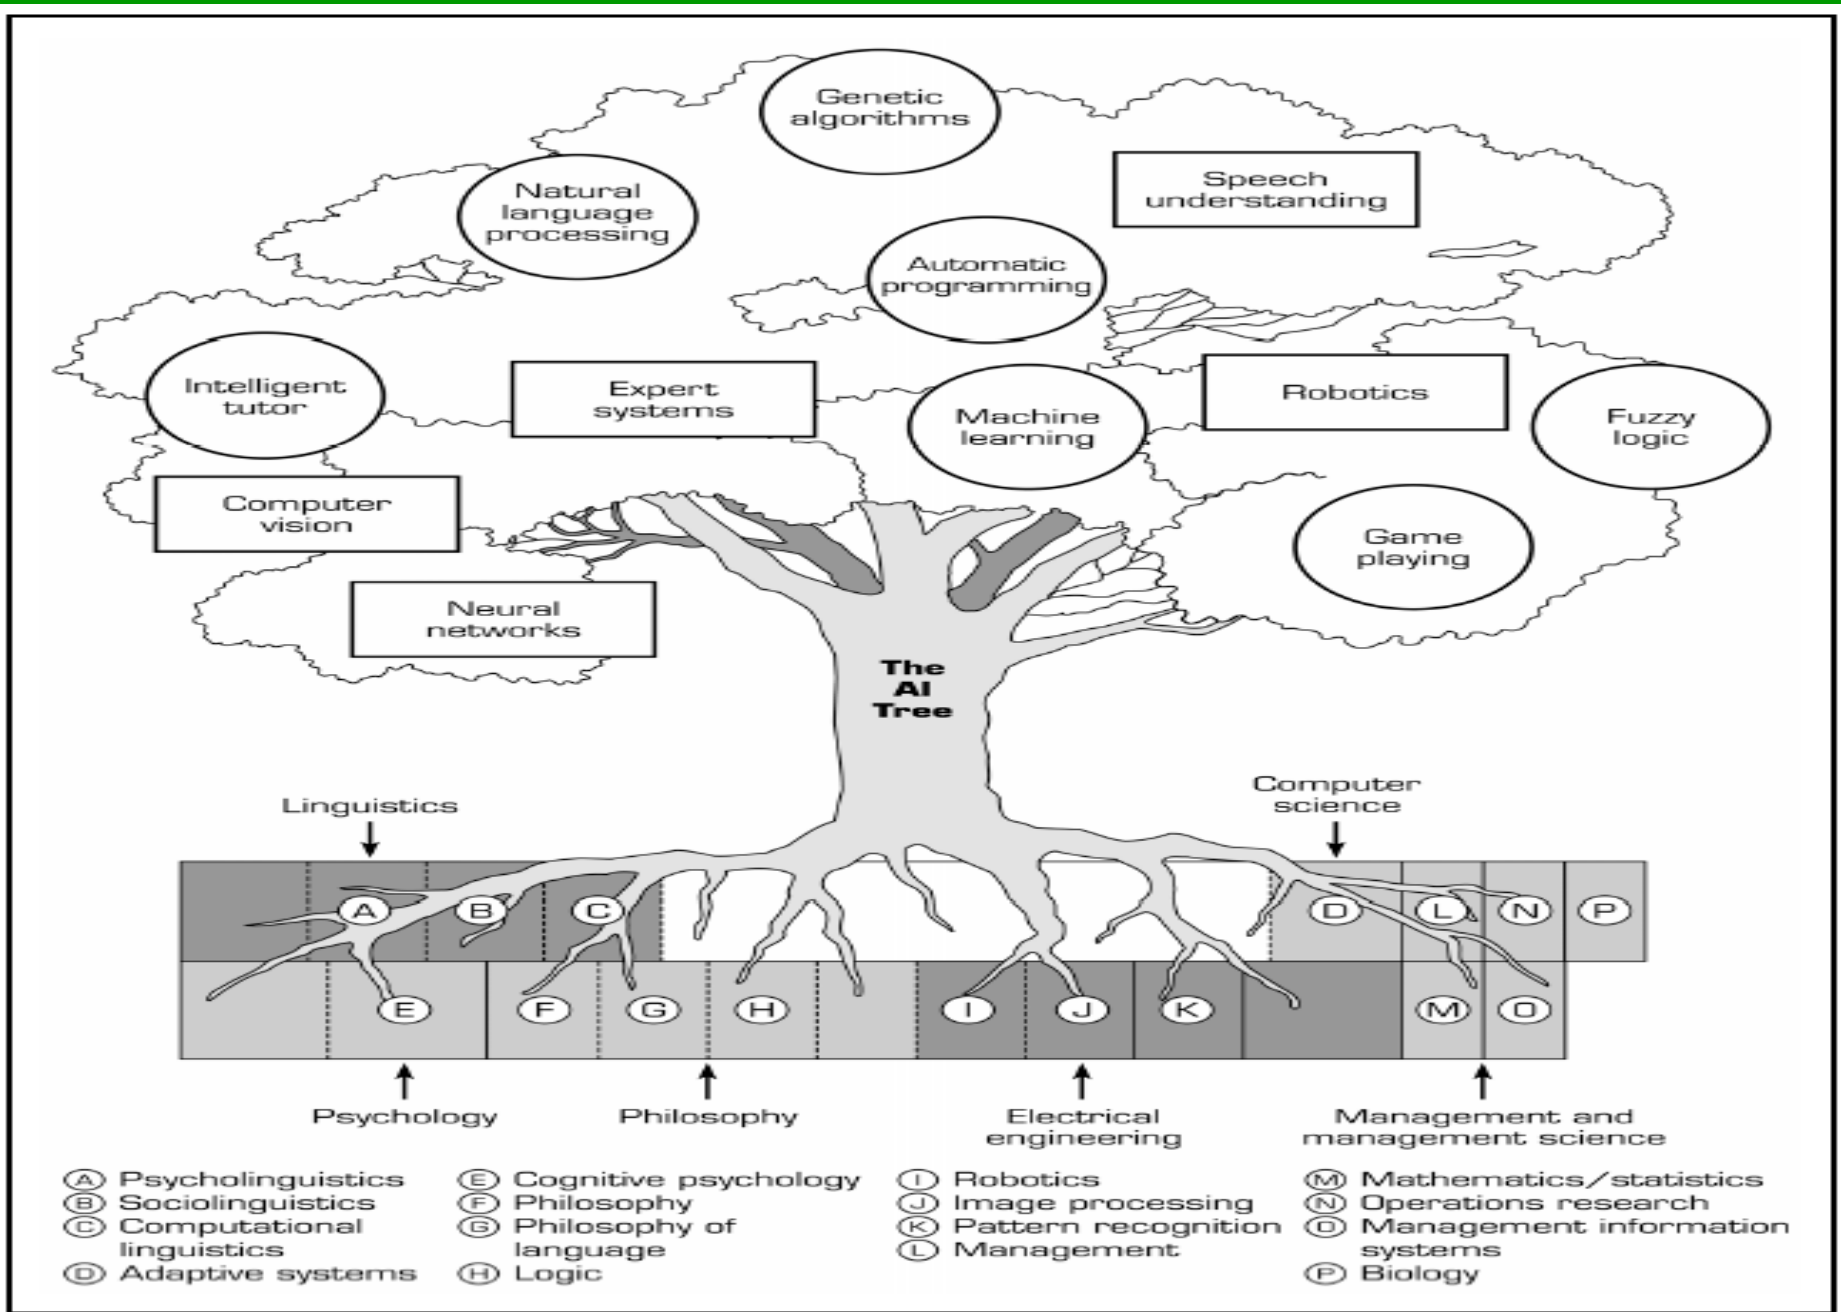 Genetic
algorithms
Natural
language
processing
Speech
understanding
Automatic
programming
Intelligent
tutor
Expert
systems
Machine
learning
Robotics
Fuzzy
logic
Computer
vision
Game
playing
Neural
networks
The
AI
Tree
Linguistics
Computer
science
A B C D L N P
E F G H I J K M O
Psychology
Philosophy
Electrical
engineering
Management and
management science
A Psycholinguistics
B Sociolinguistics
C Computational
linguistics
D Adaptive systems
E Cognitive psychology
F Philosophy
G Philosophy of
language
H Logic
I Robotics
J Image processing
K Pattern recognition
L Management
M Mathematics/statistics
N Operations research
O Management information
systems
P Biology